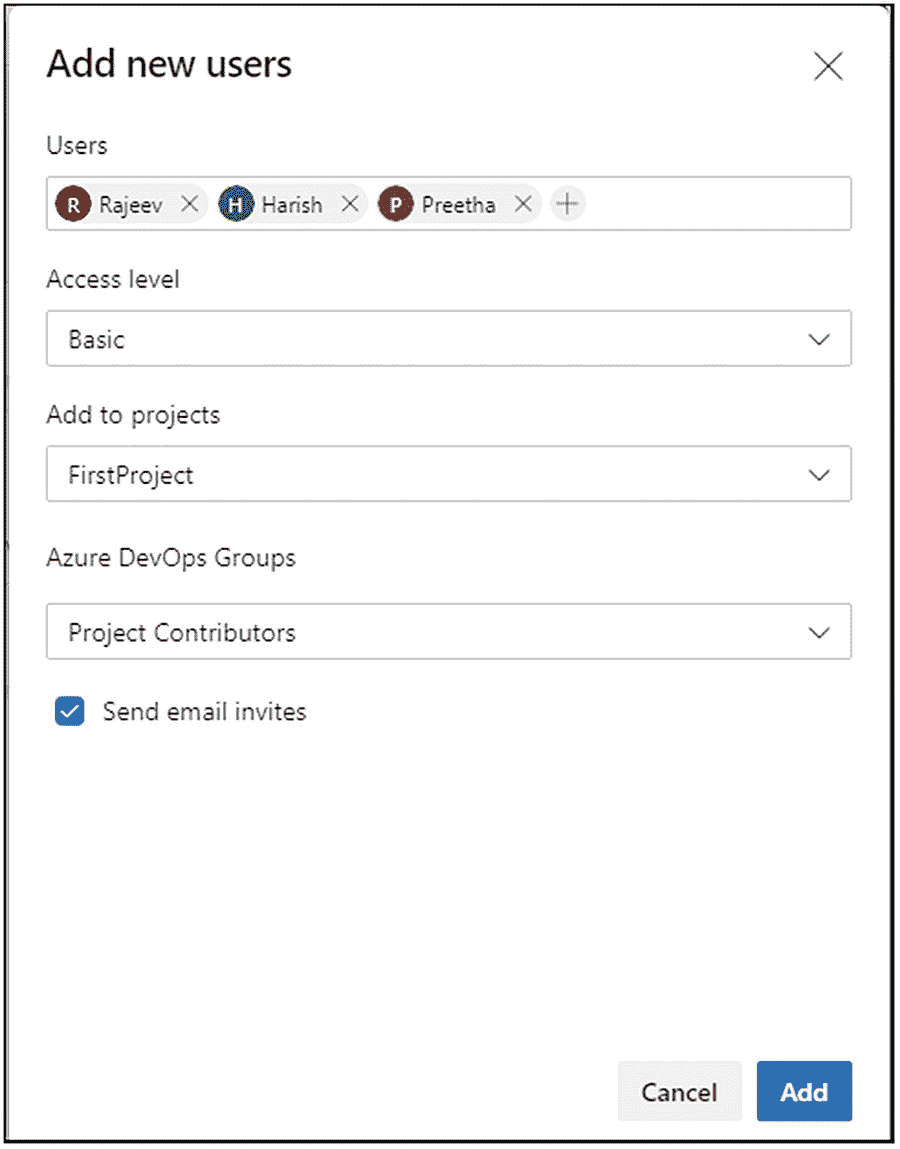 Add new users
Users
R Rajeev H Harish P Preetha
Access level
Basic
Add to projects
FirstProject
Azure DevOps Groups
Project Contributors
Send email invites
Cancel Add